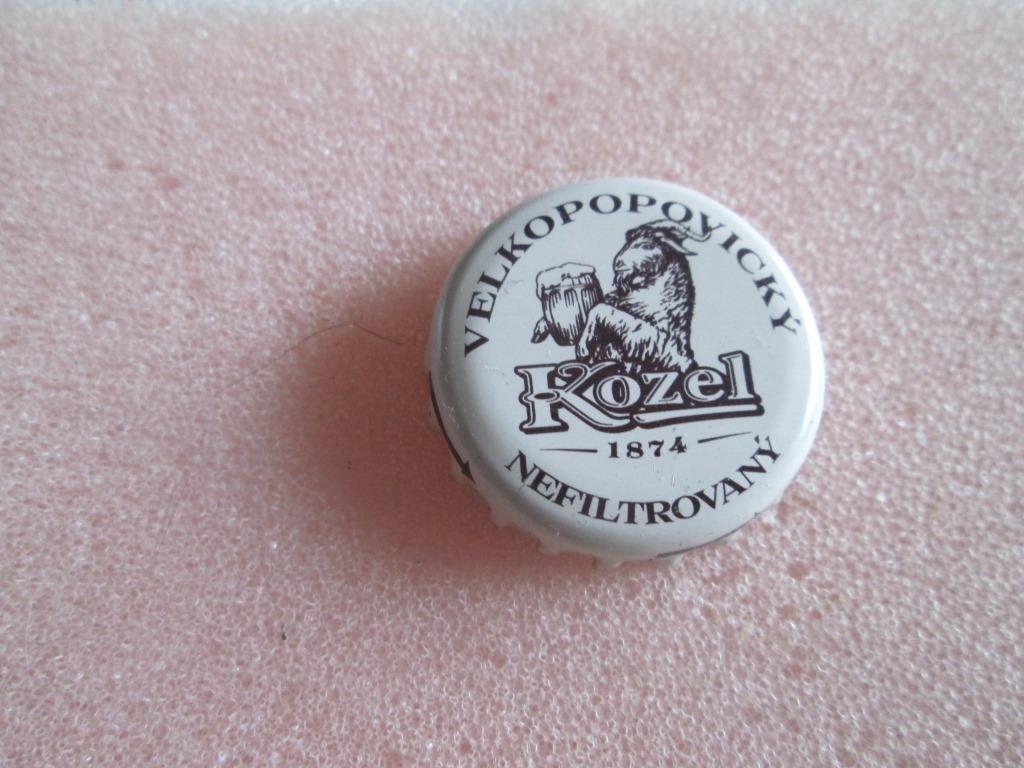 VELKOPOPOVICKÝ
Kozel
1874
NEFILTROVANÝ